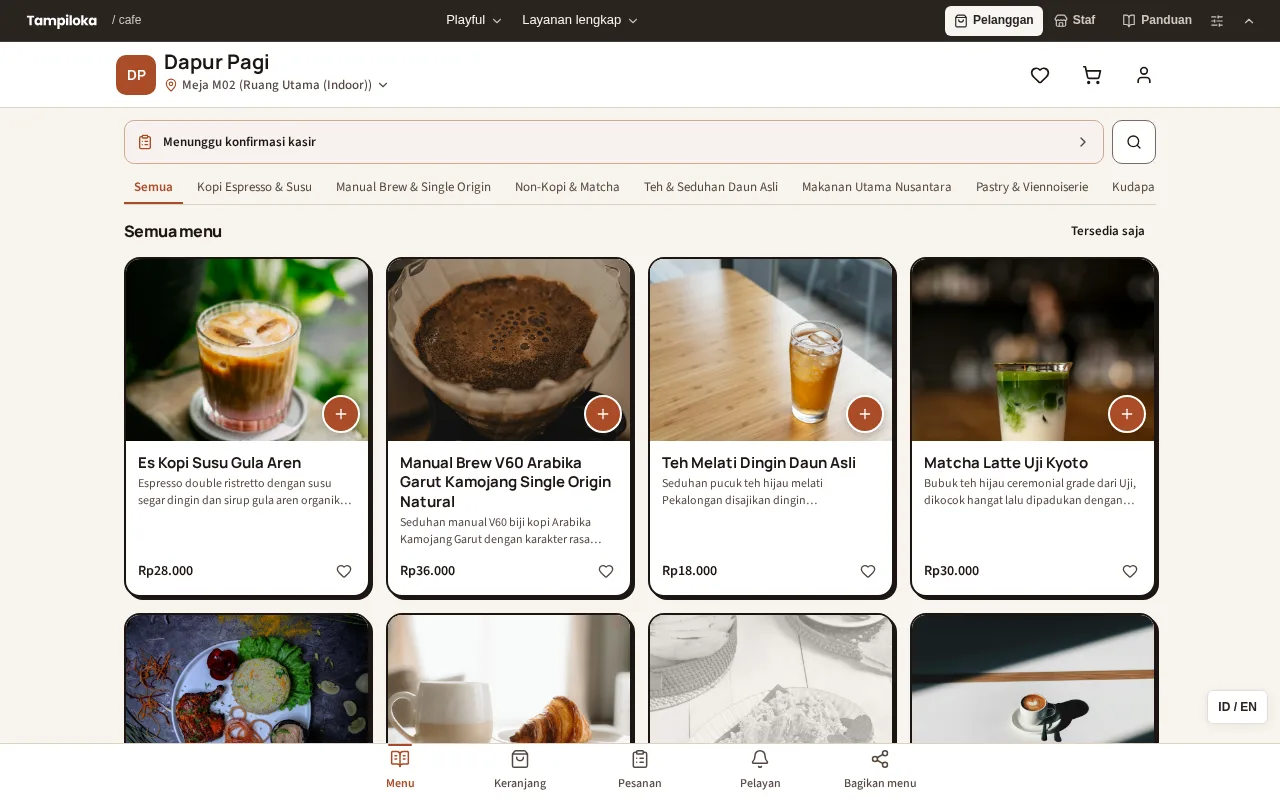 Tampiloka / cafe Playful Layanan lengkap Pelanggan Staf Panduan
DP
Dapur Pagi
Meja M02 (Ruang Utama (Indoor))
Menunggu konfirmasi kasir
Semua Kopi Espresso & Susu Manual Brew & Single Origin Non-Kopi & Matcha Teh & Seduhan Daun Asli Makanan Utama Nusantara Pastry & Viennoiserie Kudapa
Semua menu
Tersedia saja
Es Kopi Susu Gula Aren
Espresso double ristretto dengan susu
segar dingin dan sirup gula aren organik…
Rp28.000
Manual Brew V60 Arabika
Garut Kamojang Single Origin
Natural
Seduhan manual V60 biji kopi Arabika
Kamojang Garut dengan karakter rasa…
Rp36.000
Teh Melati Dingin Daun Asli
Seduhan pucuk teh hijau melati
Pekalongan disajikan dingin…
Rp18.000
Matcha Latte Uji Kyoto
Bubuk teh hijau ceremonial grade dari Uji,
dikocok hangat lalu dipadukan dengan…
Rp30.000
ID / EN
Menu Keranjang Pesanan Pelayan Bagikan menu